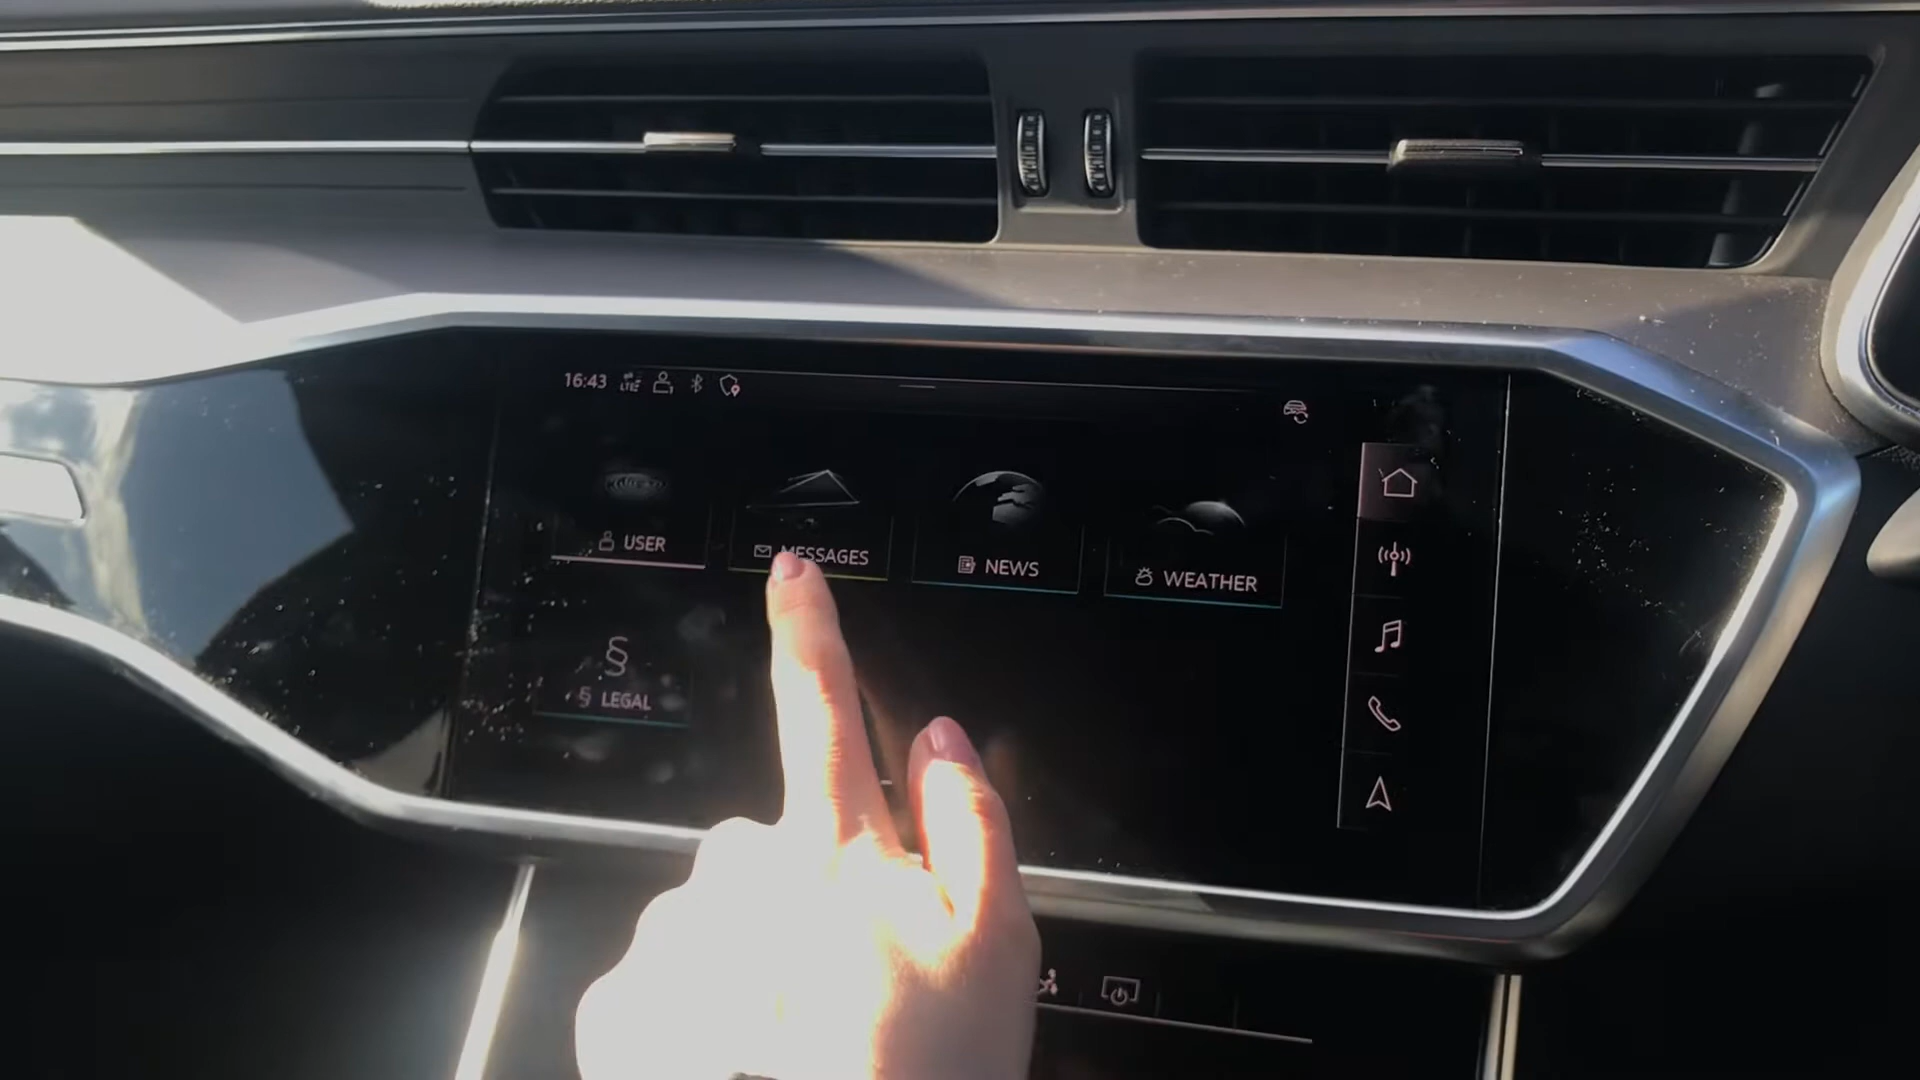 16:43 LTE
USER
MESSAGES
NEWS
WEATHER
§
§ LEGAL